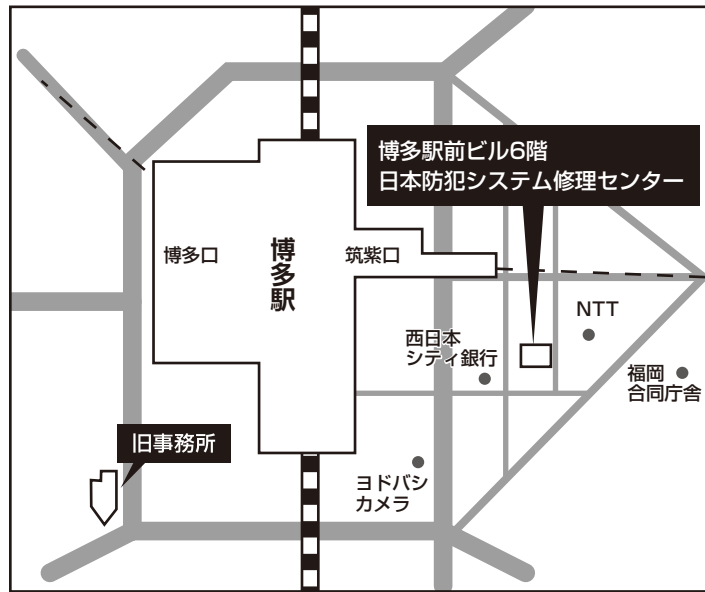 博多駅前ビル6階
日本防犯システム修理センター
博多口
博多駅
筑紫口
NTT
西日本
シティ銀行
福岡
合同庁舎
旧事務所
ヨドバシ
カメラ